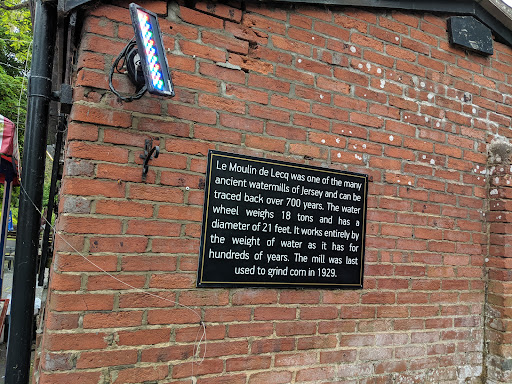 Le Moulin de Lecq was one of the many
ancient watermills of Jersey and can be
traced back over 700 years. The water
wheel weighs 18 tons and has a
diameter of 21 feet. It works entirely by
the weight of water as it has for
hundreds of years. The mill was last
used to grind corn in 1929.